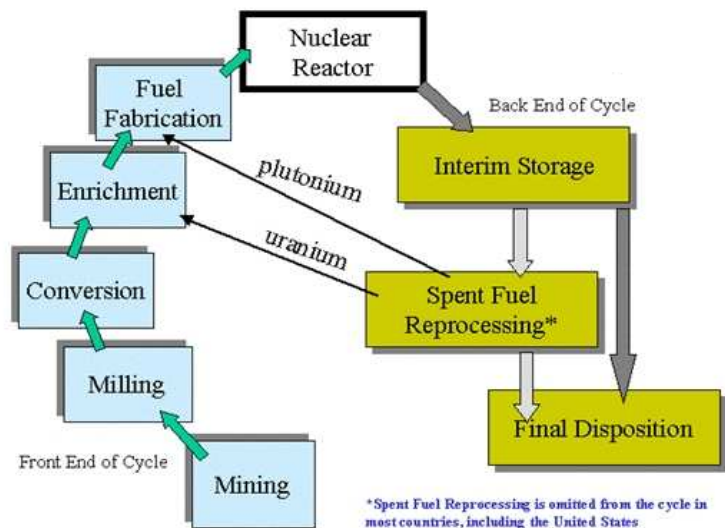 Nuclear
Reactor
Fuel
Fabrication
Back End of Cycle
Interim Storage
plutonium
Enrichment
uranium
Conversion
Spent Fuel
Reprocessing*
Milling
Final Disposition
Front End of Cycle
Mining
*Spent Fuel Reprocessing is omitted from the cycle in
most countries, including the United States